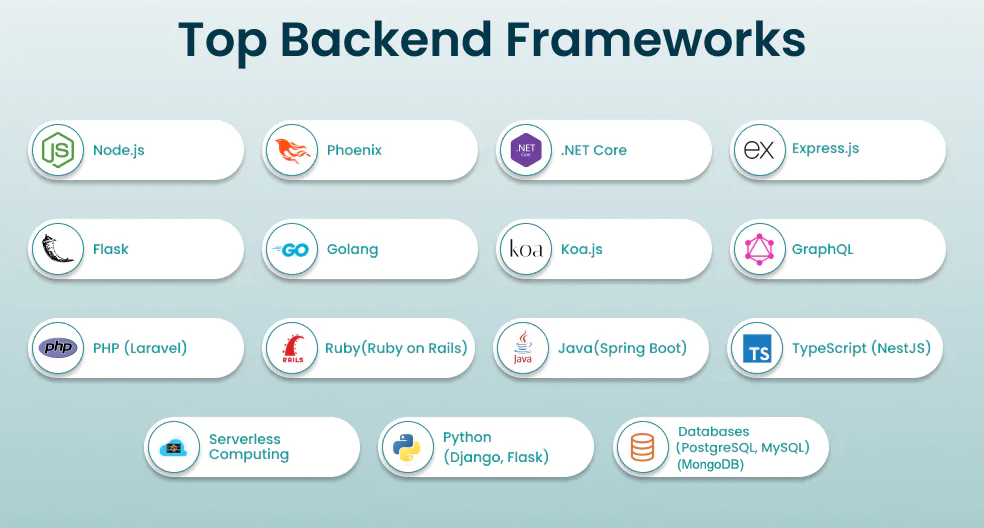 Top Backend Frameworks
JS Node.js
Phoenix
.NET Core .NET Core
ex Express.js
Flask
GO Golang
koa Koa.js
GraphQL
php PHP (Laravel)
RAILS Ruby(Ruby on Rails)
Java Java(Spring Boot)
TS TypeScript (NestJS)
Serverless
Computing
Python
(Django, Flask)
Databases
(PostgreSQL, MySQL)
(MongoDB)